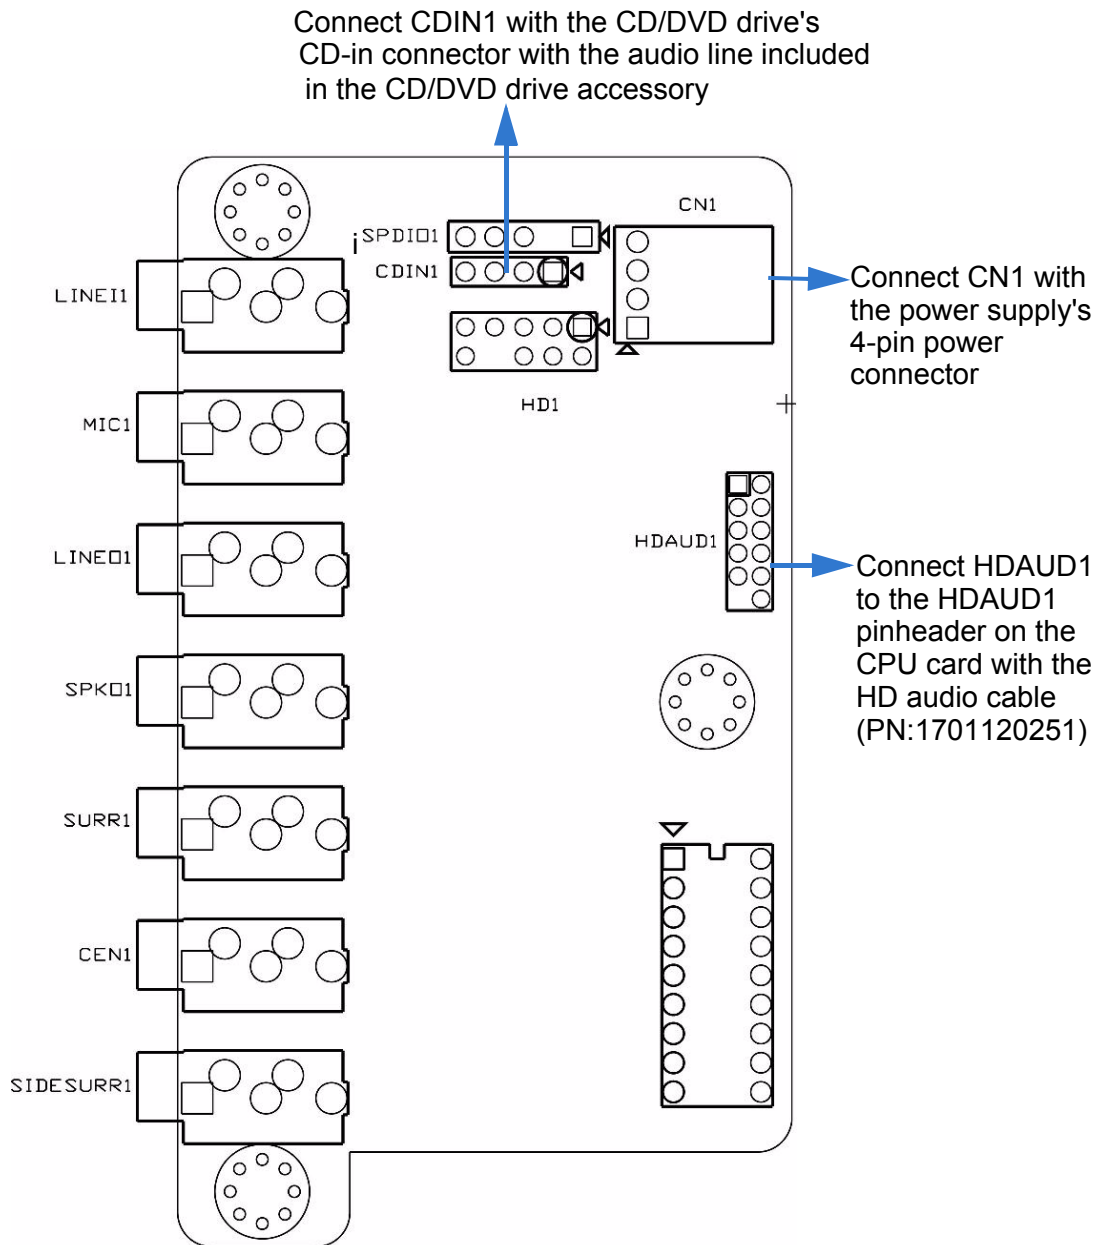 Connect CDIN1 with the CD/DVD drive's
CD-in connector with the audio line included
in the CD/DVD drive accessory
CN1
iSPDIO1
CDIN1
Connect CN1 with
the power supply's
4-pin power
connector
LINEI1
HD1
MIC1
HDAUD1
LINEO1
Connect HDAUD1
to the HDAUD1
pinheader on the
CPU card with the
HD audio cable
(PN:1701120251)
SPKO1
SURR1
CEN1
SIDESURR1